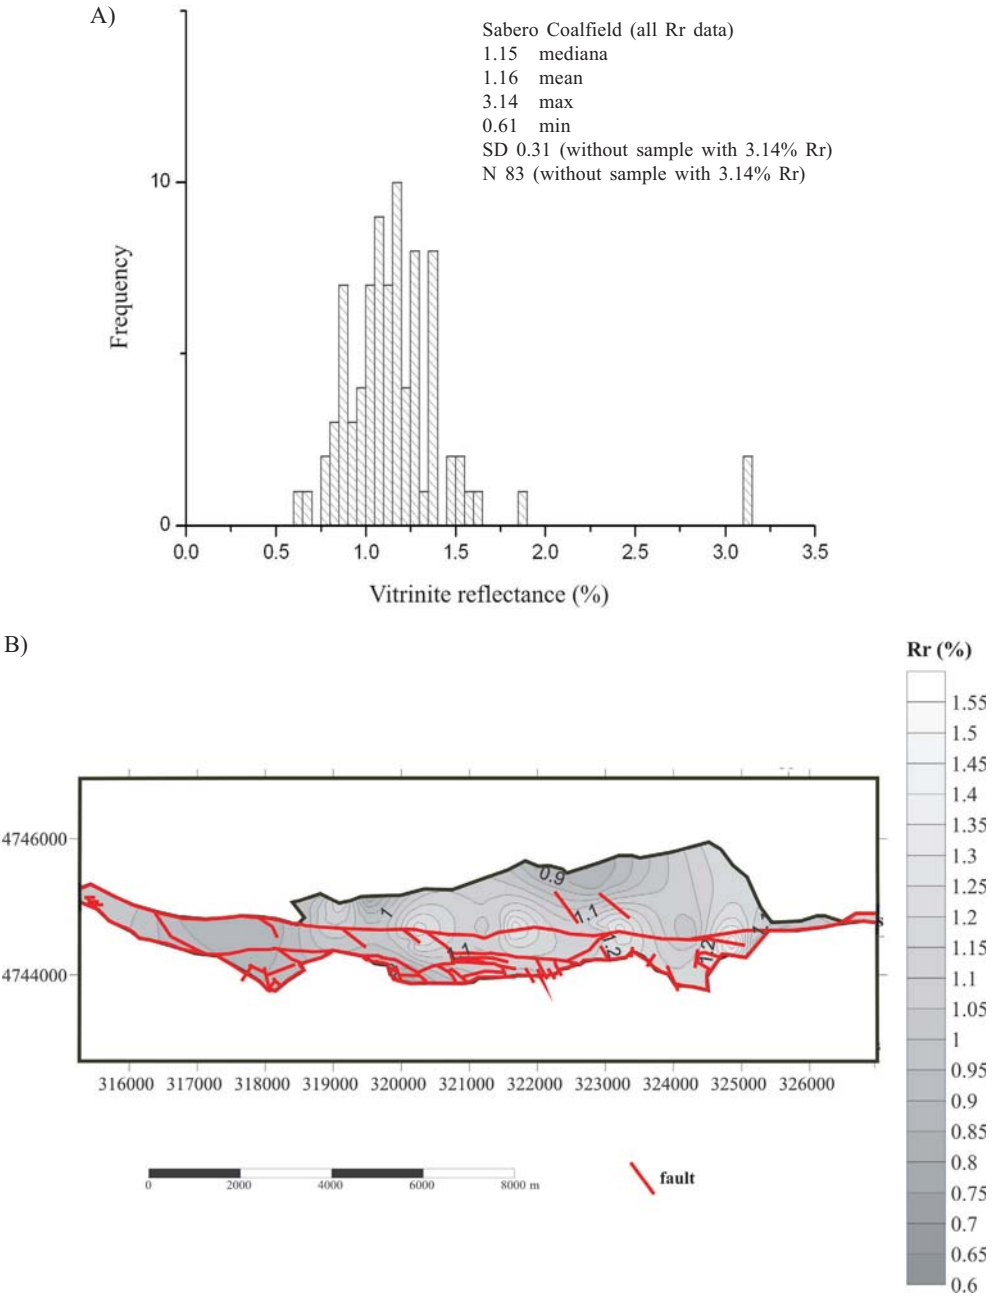 A)
Sabero Coalfield (all Rr data)
1.15 mediana
1.16 mean
3.14 max
0.61 min
SD 0.31 (without sample with 3.14% Rr)
N 83 (without sample with 3.14% Rr)
10
0
Frequency
0.0 0.5 1.0 1.5 2.0 2.5 3.0 3.5
Vitrinite reflectance (%)
B)
Rr (%)
1.55
1.5
1.45
1.4
1.35
1.3
1.25
1.2
1.15
1.1
1.05
1
0.95
0.9
0.85
0.8
0.75
0.7
0.65
0.6
4746000
4744000
0.9
1
1.1
1.2
1.2
316000 317000 318000 319000 320000 321000 322000 323000 324000 325000 326000
0 2000 4000 6000 8000 m
fault